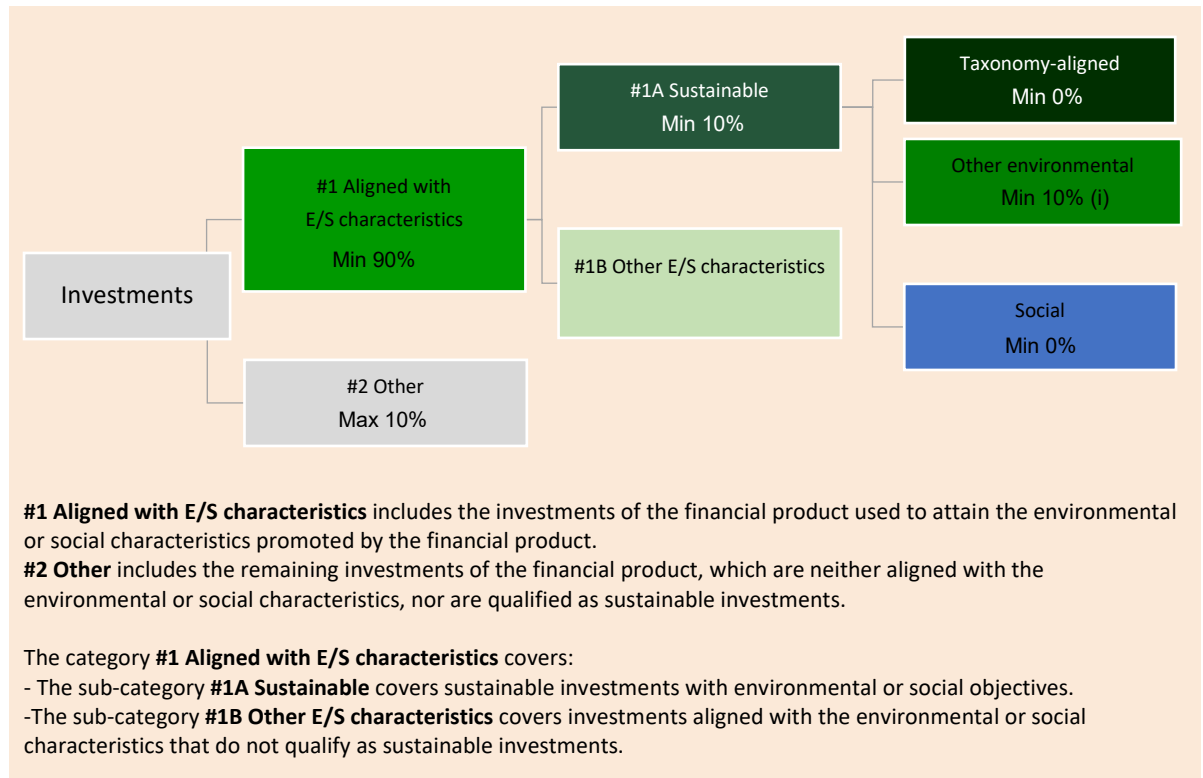 Investments
#1 Aligned with
E/S characteristics
Min 90%
#2 Other
Max 10%
#1A Sustainable
Min 10%
#1B Other E/S characteristics
Taxonomy-aligned
Min 0%
Other environmental
Min 10% (i)
Social
Min 0%
#1 Aligned with E/S characteristics includes the investments of the financial product used to attain the environmental
or social characteristics promoted by the financial product.
#2 Other includes the remaining investments of the financial product, which are neither aligned with the
environmental or social characteristics, nor are qualified as sustainable investments.
The category #1 Aligned with E/S characteristics covers:
- The sub-category #1A Sustainable covers sustainable investments with environmental or social objectives.
-The sub-category #1B Other E/S characteristics covers investments aligned with the environmental or social
characteristics that do not qualify as sustainable investments.